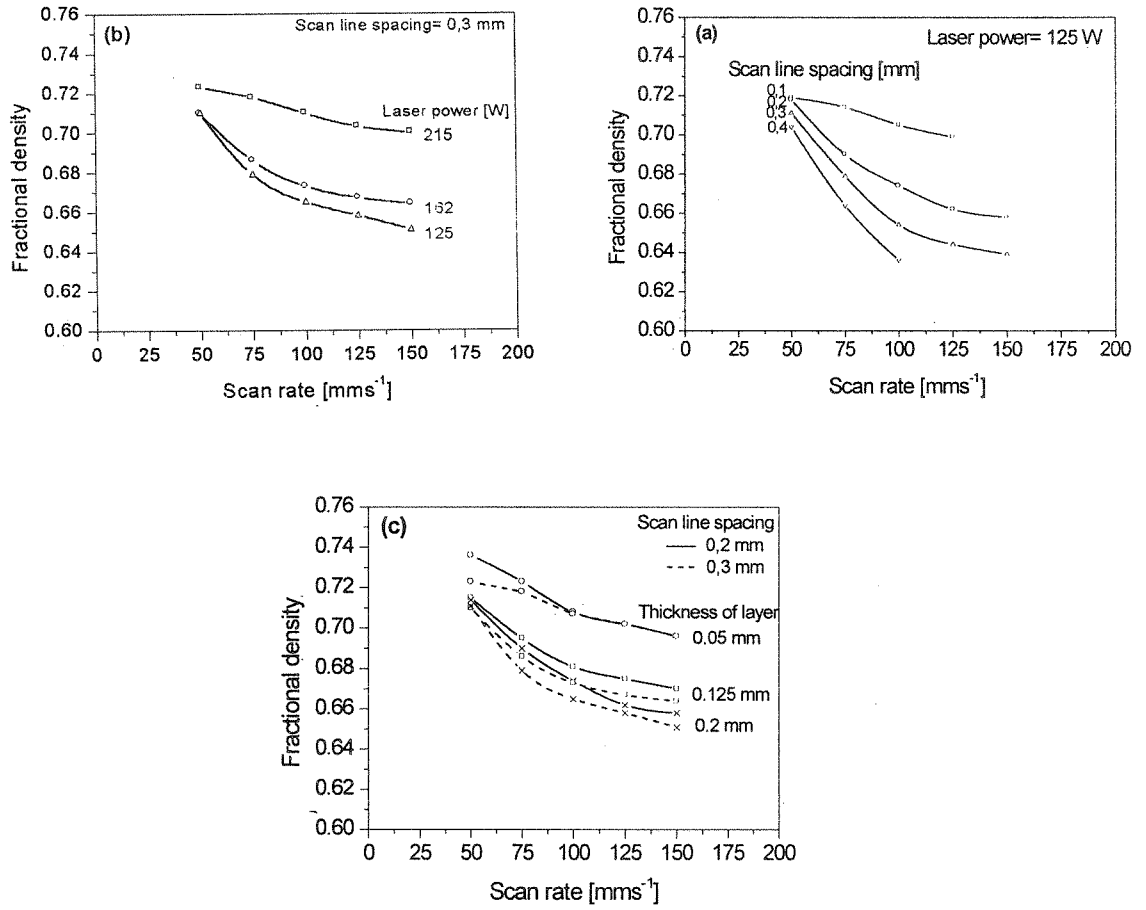 (b)
Scan line spacing= 0,3 mm
Laser power [W]
215
162
125
0.76
0.74
0.72
0.70
0.68
0.66
0.64
0.62
0.60
Fractional density
0 25 50 75 100 125 150 175 200
Scan rate [mms-1]
(a)
Laser power= 125 W
Scan line spacing [mm]
0,1
0,2
0,3
0,4
0.76
0.74
0.72
0.70
0.68
0.66
0.64
0.62
0.60
Fractional density
0 25 50 75 100 125 150 175 200
Scan rate [mms-1]
(c)
Scan line spacing
0,2 mm
0,3 mm
Thickness of layer
0.05 mm
0.125 mm
0.2 mm
0.76
0.74
0.72
0.70
0.68
0.66
0.64
0.62
0.60
Fractional density
0 25 50 75 100 125 150 175 200
Scan rate [mms-1]